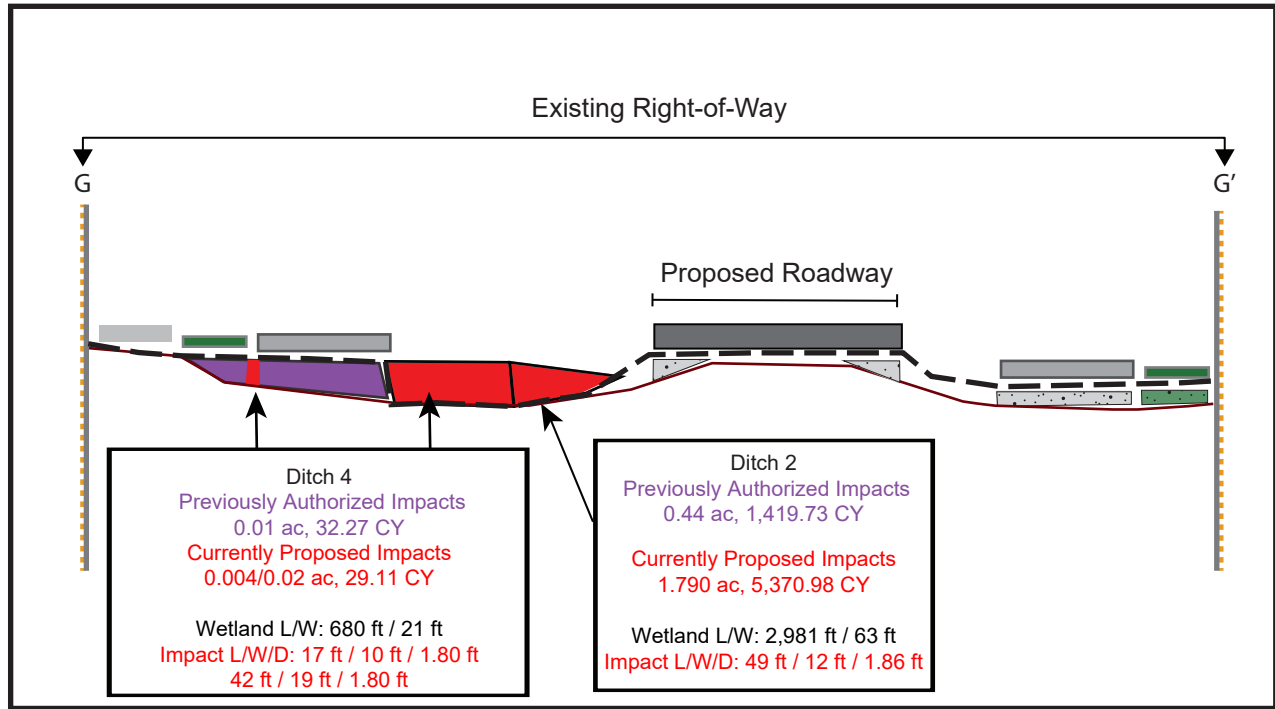 Existing Right-of-Way
G
G'
Proposed Roadway
Ditch 4
Previously Authorized Impacts
0.01 ac, 32.27 CY
Currently Proposed Impacts
0.004/0.02 ac, 29.11 CY
Wetland L/W: 680 ft / 21 ft
Impact L/W/D: 17 ft / 10 ft / 1.80 ft
42 ft / 19 ft / 1.80 ft
Ditch 2
Previously Authorized Impacts
0.44 ac, 1,419.73 CY
Currently Proposed Impacts
1.790 ac, 5,370.98 CY
Wetland L/W: 2,981 ft / 63 ft
Impact L/W/D: 49 ft / 12 ft / 1.86 ft